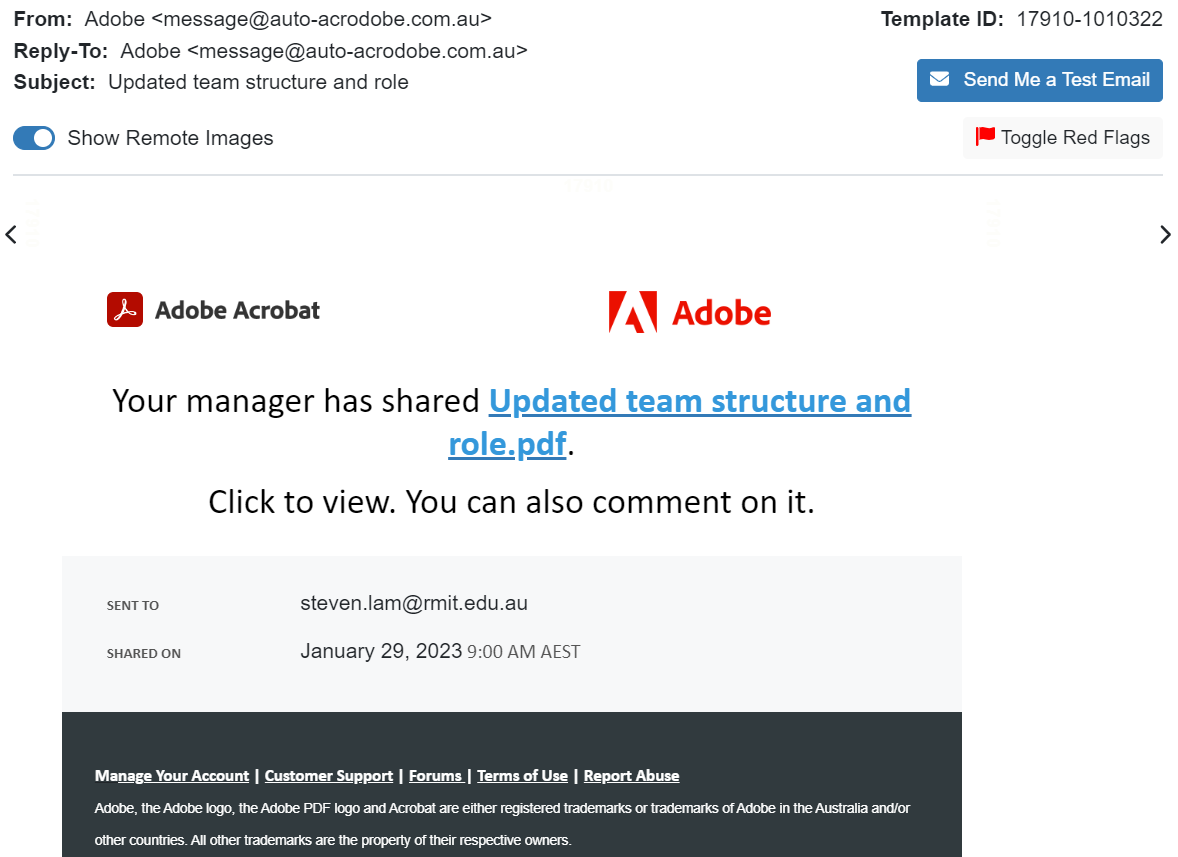 From: Adobe <message@auto-acrodobe.com.au>
Template ID: 17910-1010322
Reply-To: Adobe <message@auto-acrodobe.com.au>
Subject: Updated team structure and role
Send Me a Test Email
Show Remote Images
Toggle Red Flags
Adobe Acrobat
Adobe
Your manager has shared Updated team structure and
role.pdf.
Click to view. You can also comment on it.
SENT TO steven.lam@rmit.edu.au
SHARED ON January 29, 2023 9:00 AM AEST
Manage Your Account | Customer Support | Forums | Terms of Use | Report Abuse
Adobe, the Adobe logo, the Adobe PDF logo and Acrobat are either registered trademarks or trademarks of Adobe in the Australia and/or
other countries. All other trademarks are the property of their respective owners.